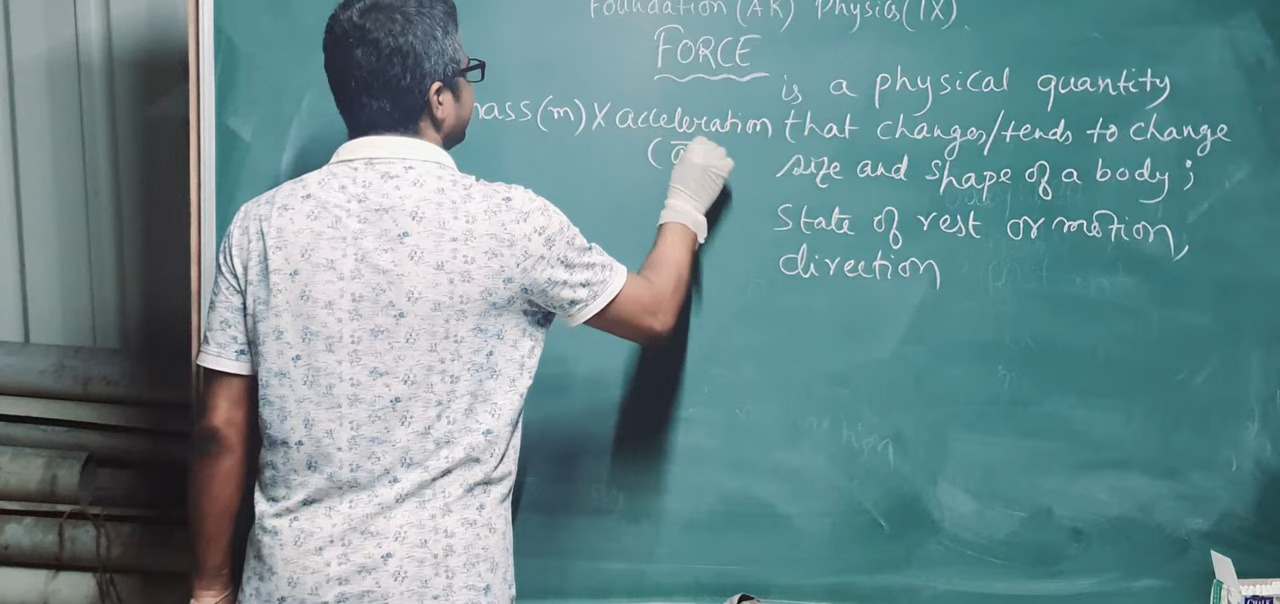 Foundation (AK) Physics (IX)
FORCE
mass(m) X acceleration
(a
is a physical quantity
that changes/tends to change
size and shape of a body;
State of rest or motion,
direction